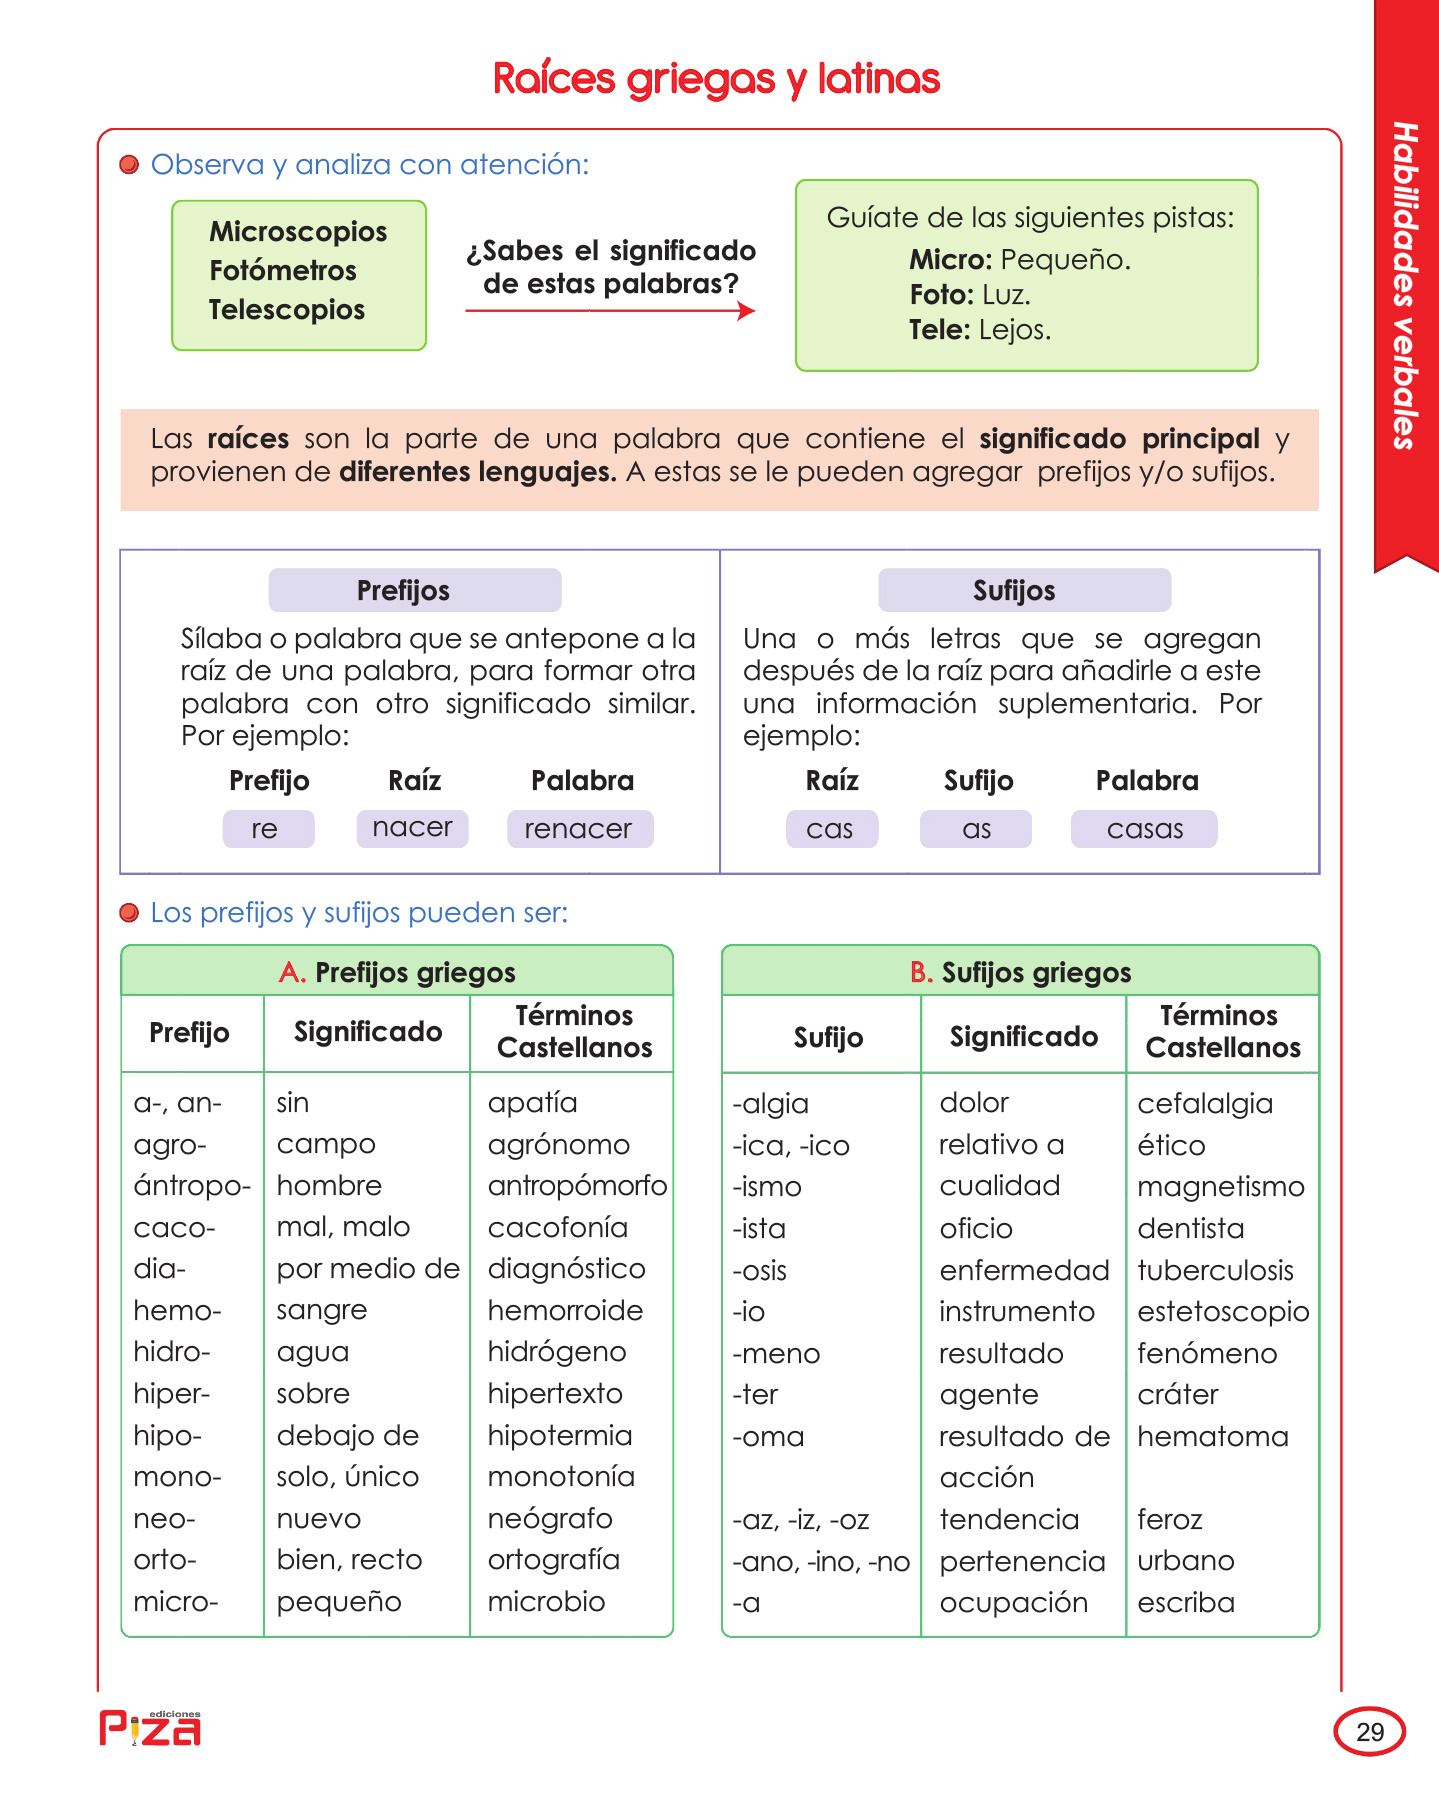 Raíces griegas y latinas
Habilidades verbales
Observa y analiza con atención:
Microscopios
Fotómetros
Telescopios
¿Sabes el significado
de estas palabras?
Guíate de las siguientes pistas:
Micro: Pequeño.
Foto: Luz.
Tele: Lejos.
Las raíces son la parte de una palabra que contiene el significado principal y
provienen de diferentes lenguajes. A estas se le pueden agregar prefijos y/o sufijos.
Prefijos
Sílaba o palabra que se antepone a la
raíz de una palabra, para formar otra
palabra con otro significado similar.
Por ejemplo:
Prefijo Raíz Palabra
re nacer renacer
Sufijos
Una o más letras que se agregan
después de la raíz para añadirle a este
una información suplementaria. Por
ejemplo:
Raíz Sufijo Palabra
cas as casas
Los prefijos y sufijos pueden ser:
A. Prefijos griegos
Prefijo Significado Términos
Castellanos
a-, an- sin apatía
agro- campo agrónomo
ántropo- hombre antropómorfo
caco- mal, malo cacofonía
dia- por medio de diagnóstico
hemo- sangre hemorroide
hidro- agua hidrógeno
hiper- sobre hipertexto
hipo- debajo de hipotermia
mono- solo, único monotonía
neo- nuevo neógrafo
orto- bien, recto ortografía
micro- pequeño microbio
B. Sufijos griegos
Sufijo Significado Términos
Castellanos
-algia dolor cefalalgia
-ica, -ico relativo a ético
-ismo cualidad magnetismo
-ista oficio dentista
-osis enfermedad tuberculosis
-io instrumento estetoscopio
-meno resultado fenómeno
-ter agente cráter
-oma resultado de hematoma
acción
-az, -iz, -oz tendencia feroz
-ano, -ino, -no pertenencia urbano
-a ocupación escriba
ediciones
Piza
29